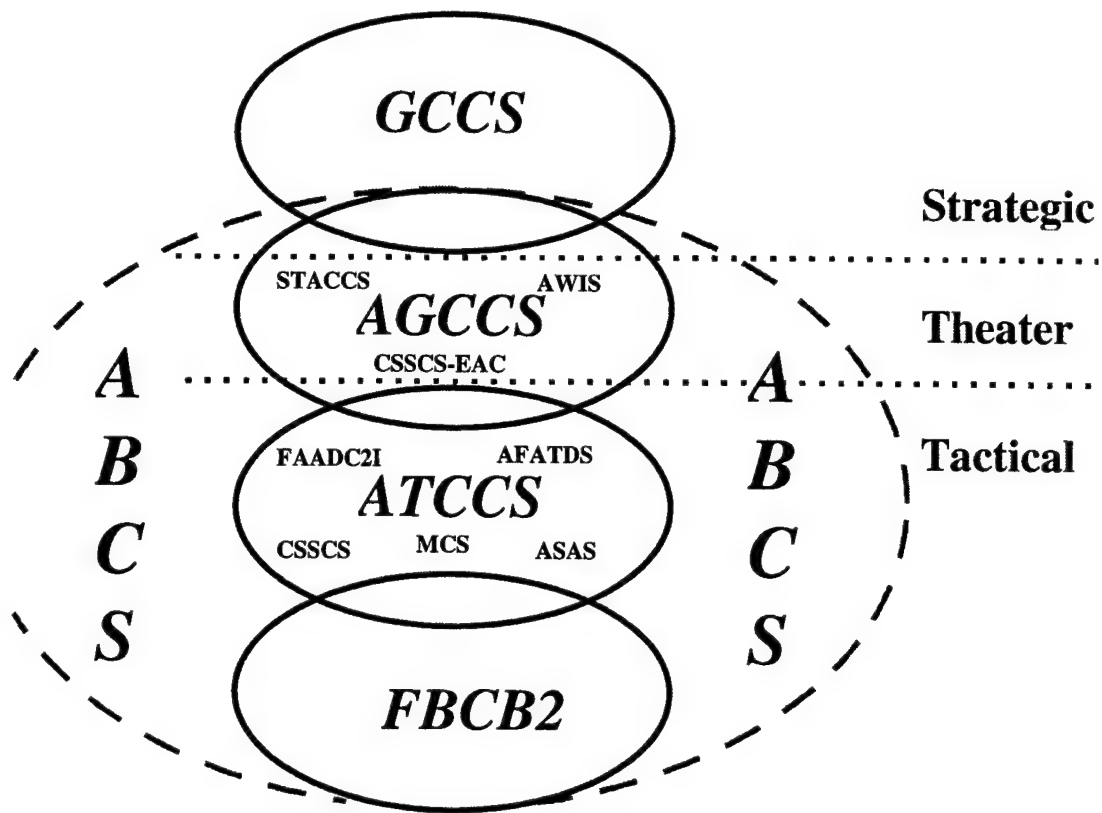 GCCS
Strategic
STACCS AWIS
AGCCS
Theater
CSSCS-EAC
A A
B B
C C
S S
FAADC2I AFATDS
Tactical
ATCCS
CSSCS MCS ASAS
FBCB2